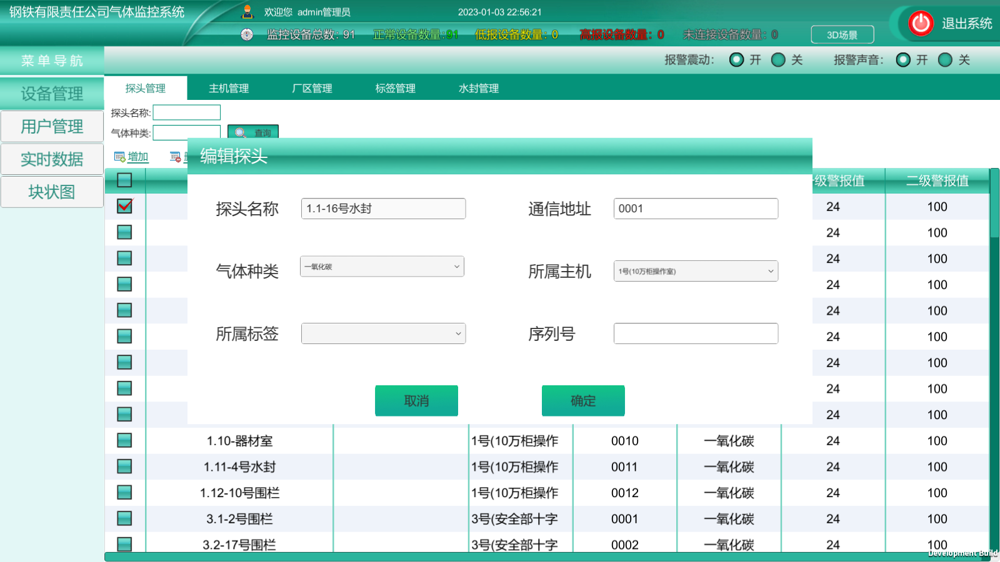 钢铁有限责任公司气体监控系统
欢迎您 admin管理员
2023-01-03 22:56:21
监控设备总数: 91
正常设备数量:91
低报设备数量: 0
高报设备数量: 0
未连接设备数量: 0
3D场景
退出系统
菜单导航
报警震动: 开 关
报警声音: 开 关
设备管理
用户管理
实时数据
块状图
探头管理 主机管理 厂区管理 标签管理 水封管理
探头名称:
气体种类:
查询
增加
编辑探头
探头名称 1.1-16号水封
通信地址 0001
气体种类 一氧化碳
所属主机 1号(10万柜操作室)
所属标签
序列号
取消 确定
级警报值 二级警报值
24 100
24 100
24 100
24 100
24 100
24 100
24 100
24 100
24 100
1.10-器材室 1号(10万柜操作 0010 一氧化碳 24 100
1.11-4号水封 1号(10万柜操作 0011 一氧化碳 24 100
1.12-10号围栏 1号(10万柜操作 0012 一氧化碳 24 100
3.1-2号围栏 3号(安全部十字 0001 一氧化碳 24 100
3.2-17号围栏 3号(安全部十字 0002 一氧化碳 24 100
Development Build